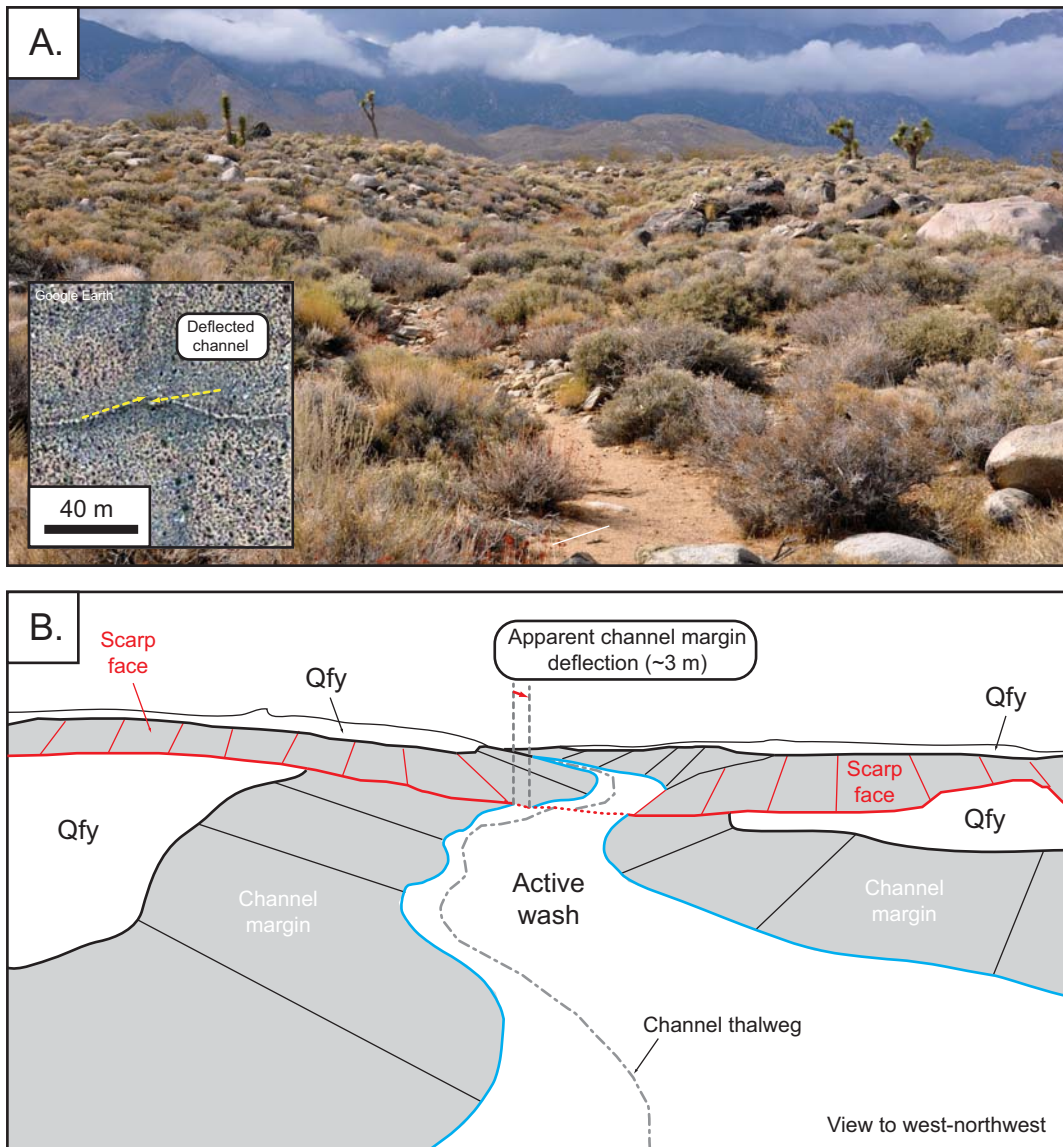 A.
Google Earth
Deflected
channel
40 m
B.
Scarp
face
Qfy
Apparent channel margin
deflection (~3 m)
Qfy
Scarp
face
Qfy
Qfy
Channel
margin
Active
wash
Channel
margin
Channel thalweg
View to west-northwest